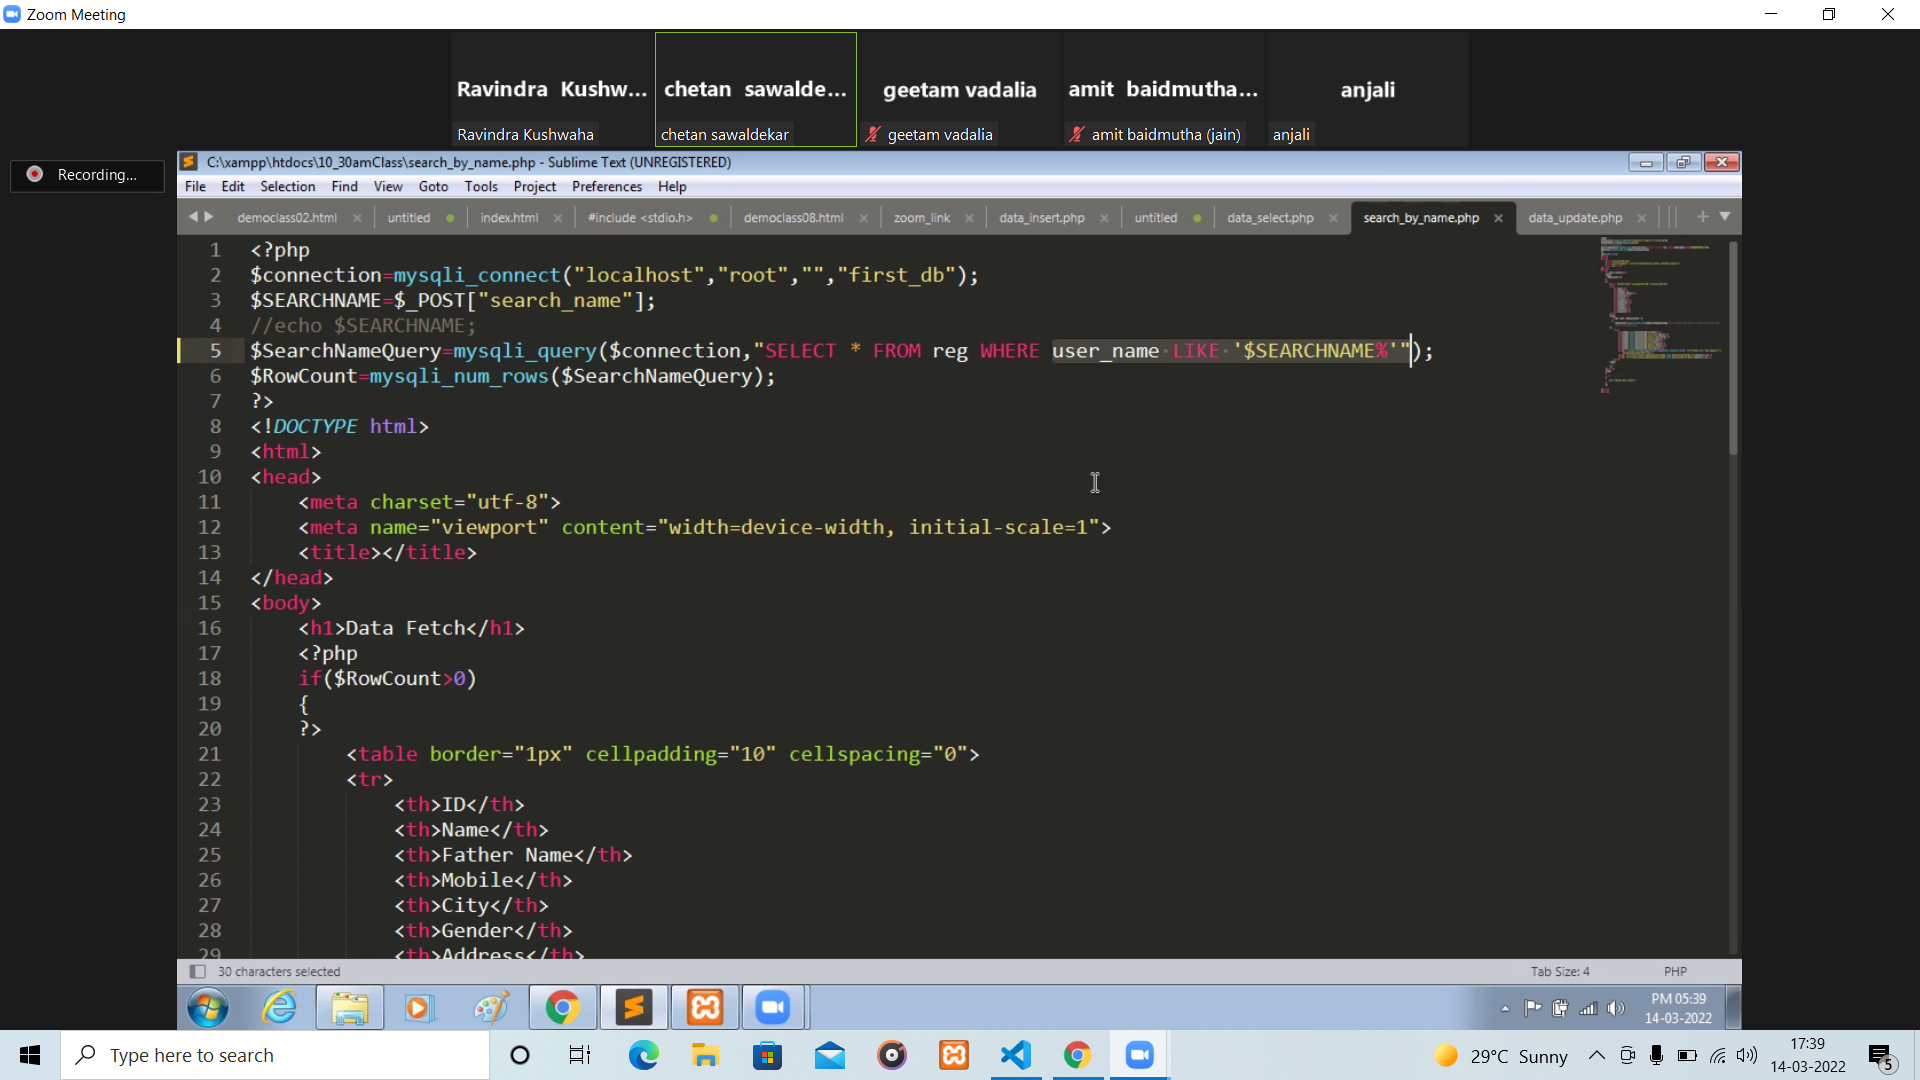 Zoom Meeting
Ravindra Kushw...
chetan sawalde...
geetam vadalia
amit baidmutha...
anjali
Ravindra Kushwaha
chetan sawaldekar
geetam vadalia
amit baidmutha (jain)
anjali
Recording...
C:\xampp\htdocs\10_30amClass\search_by_name.php - Sublime Text (UNREGISTERED)
File Edit Selection Find View Goto Tools Project Preferences Help
democlass02.html untitled index.html #include <stdio.h> democlass08.html zoom_link data_insert.php untitled data_select.php search_by_name.php data_update.php
1 <?php
2 $connection=mysqli_connect("localhost","root","","first_db");
3 $SEARCHNAME=$_POST["search_name"];
4 //echo $SEARCHNAME;
5 $SearchNameQuery=mysqli_query($connection,"SELECT * FROM reg WHERE user_name LIKE '$SEARCHNAME%'");
6 $RowCount=mysqli_num_rows($SearchNameQuery);
7 ?>
8 <!DOCTYPE html>
9 <html>
10 <head>
11 <meta charset="utf-8">
12 <meta name="viewport" content="width=device-width, initial-scale=1">
13 <title></title>
14 </head>
15 <body>
16 <h1>Data Fetch</h1>
17 <?php
18 if($RowCount>0)
19 {
20 ?>
21 <table border="1px" cellpadding="10" cellspacing="0">
22 <tr>
23 <th>ID</th>
24 <th>Name</th>
25 <th>Father Name</th>
26 <th>Mobile</th>
27 <th>City</th>
28 <th>Gender</th>
29 <th>Address</th>
30 characters selected
Tab Size: 4
PHP
PM 05:39
14-03-2022
Type here to search
29°C Sunny
17:39
14-03-2022
5